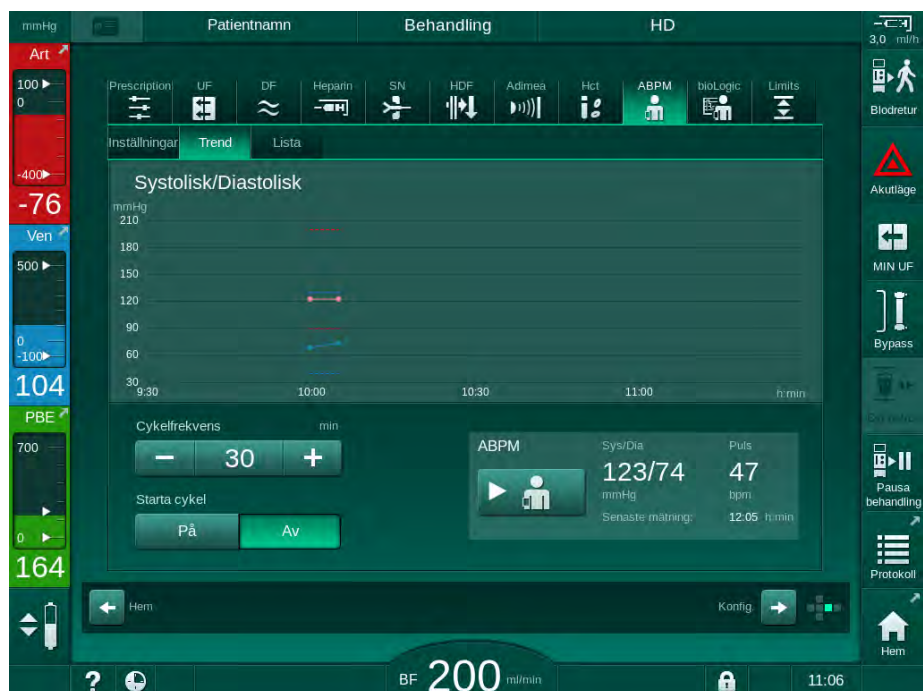 mmHg Patientnamn Behandling HD 3,0 ml/h
Art
100
0
-400
-76
Ven
500
0
-100
104
PBE
700
0
164
Prescription UF DF Heparin SN HDF Adimea Hct ABPM bioLogic Limits
Inställningar Trend Lista
Systolisk/Diastolisk
mmHg
210
180
150
120
90
60
30
9:30 10:00 10:30 11:00 h:min
Cykelfrekvens min
30
Starta cykel
På Av
ABPM Sys/Dia Puls
123/74 47
mmHg bpm
Senaste mätning: 12:05 h:min
Hem Konfig.
Blodretur
Akutläge
MIN UF
Bypass
Pausa
behandling
Protokoll
Hem
? BF 200 ml/min 11:06